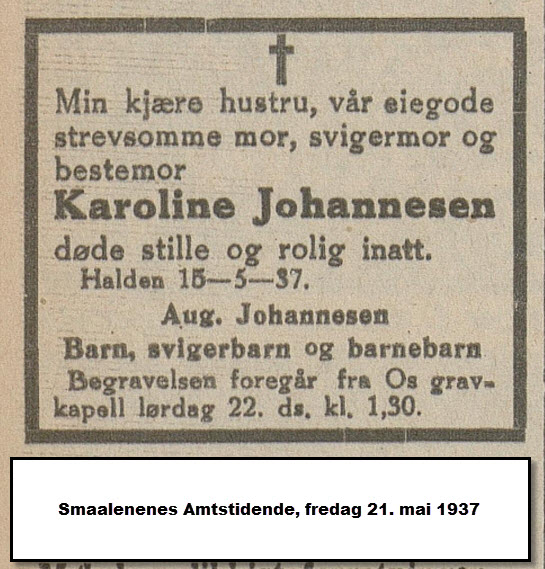 Min kjære hustru, vår eiegode
strevsomme mor, svigermor og
bestemor
Karoline Johannesen
døde stille og rolig inatt.
Halden 15—5—37.
Aug. Johannesen
Barn, svigerbarn og barnebarn
Begravelsen foregår fra Os grav-
kapell lørdag 22. ds. kl. 1,30.
Smaalenenes Amtstidende, fredag 21. mai 1937